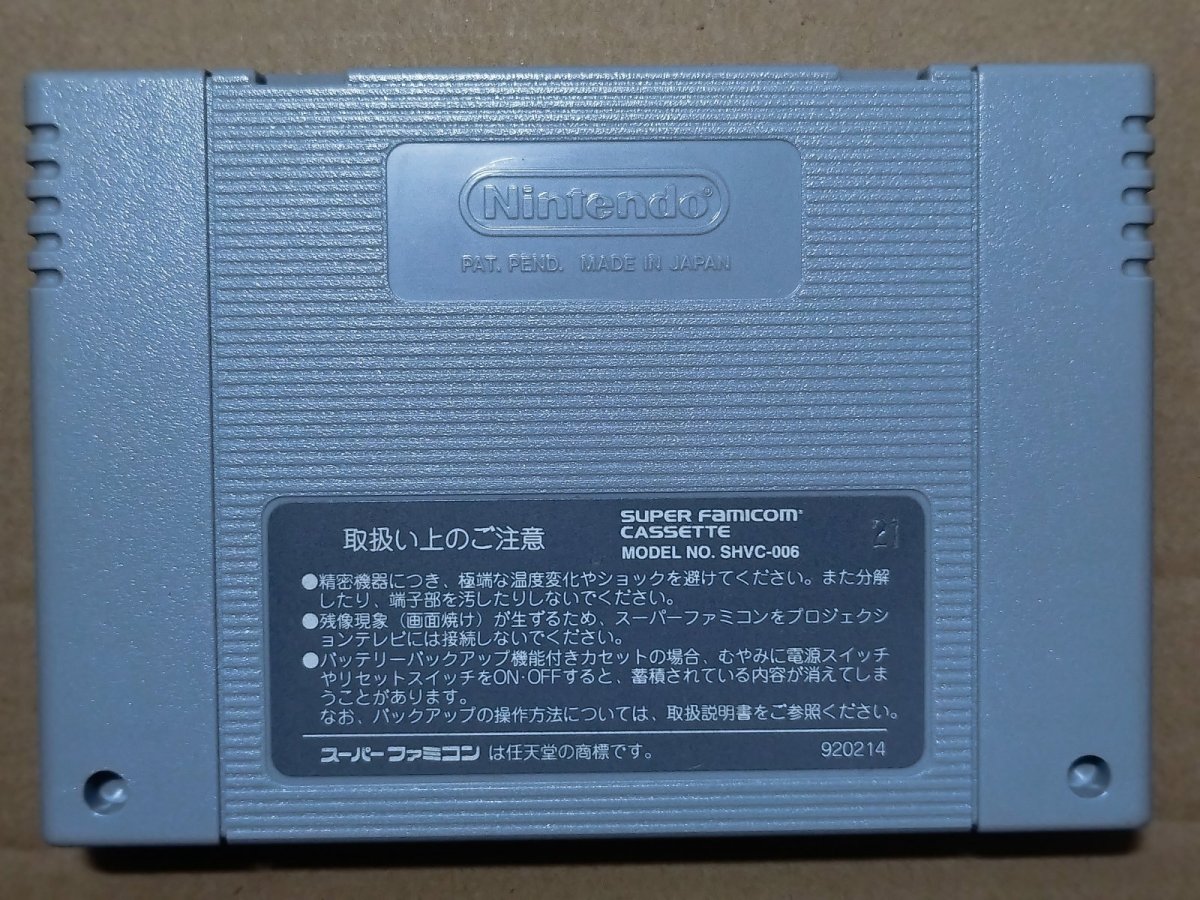 Nintendo®
PAT. PEND. MADE IN JAPAN
取扱い上のご注意
SUPER FAMICOM®
CASSETTE
MODEL NO. SHVC-006
21
●精密機器につき、極端な温度変化やショックを避けてください。また分解
したり、端子部を汚したりしないでください。
●残像現象（画面焼け）が生ずるため、スーパーファミコンをプロジェクシ
ョンテレビには接続しないでください。
●バッテリーバックアップ機能付きカセットの場合、むやみに電源スイッチ
やリセットスイッチをON·OFFすると、蓄積されている内容が消えてしま
うことがあります。
なお、バックアップの操作方法については、取扱説明書をご参照ください。
スーパーファミコン は任天堂の商標です。
920214